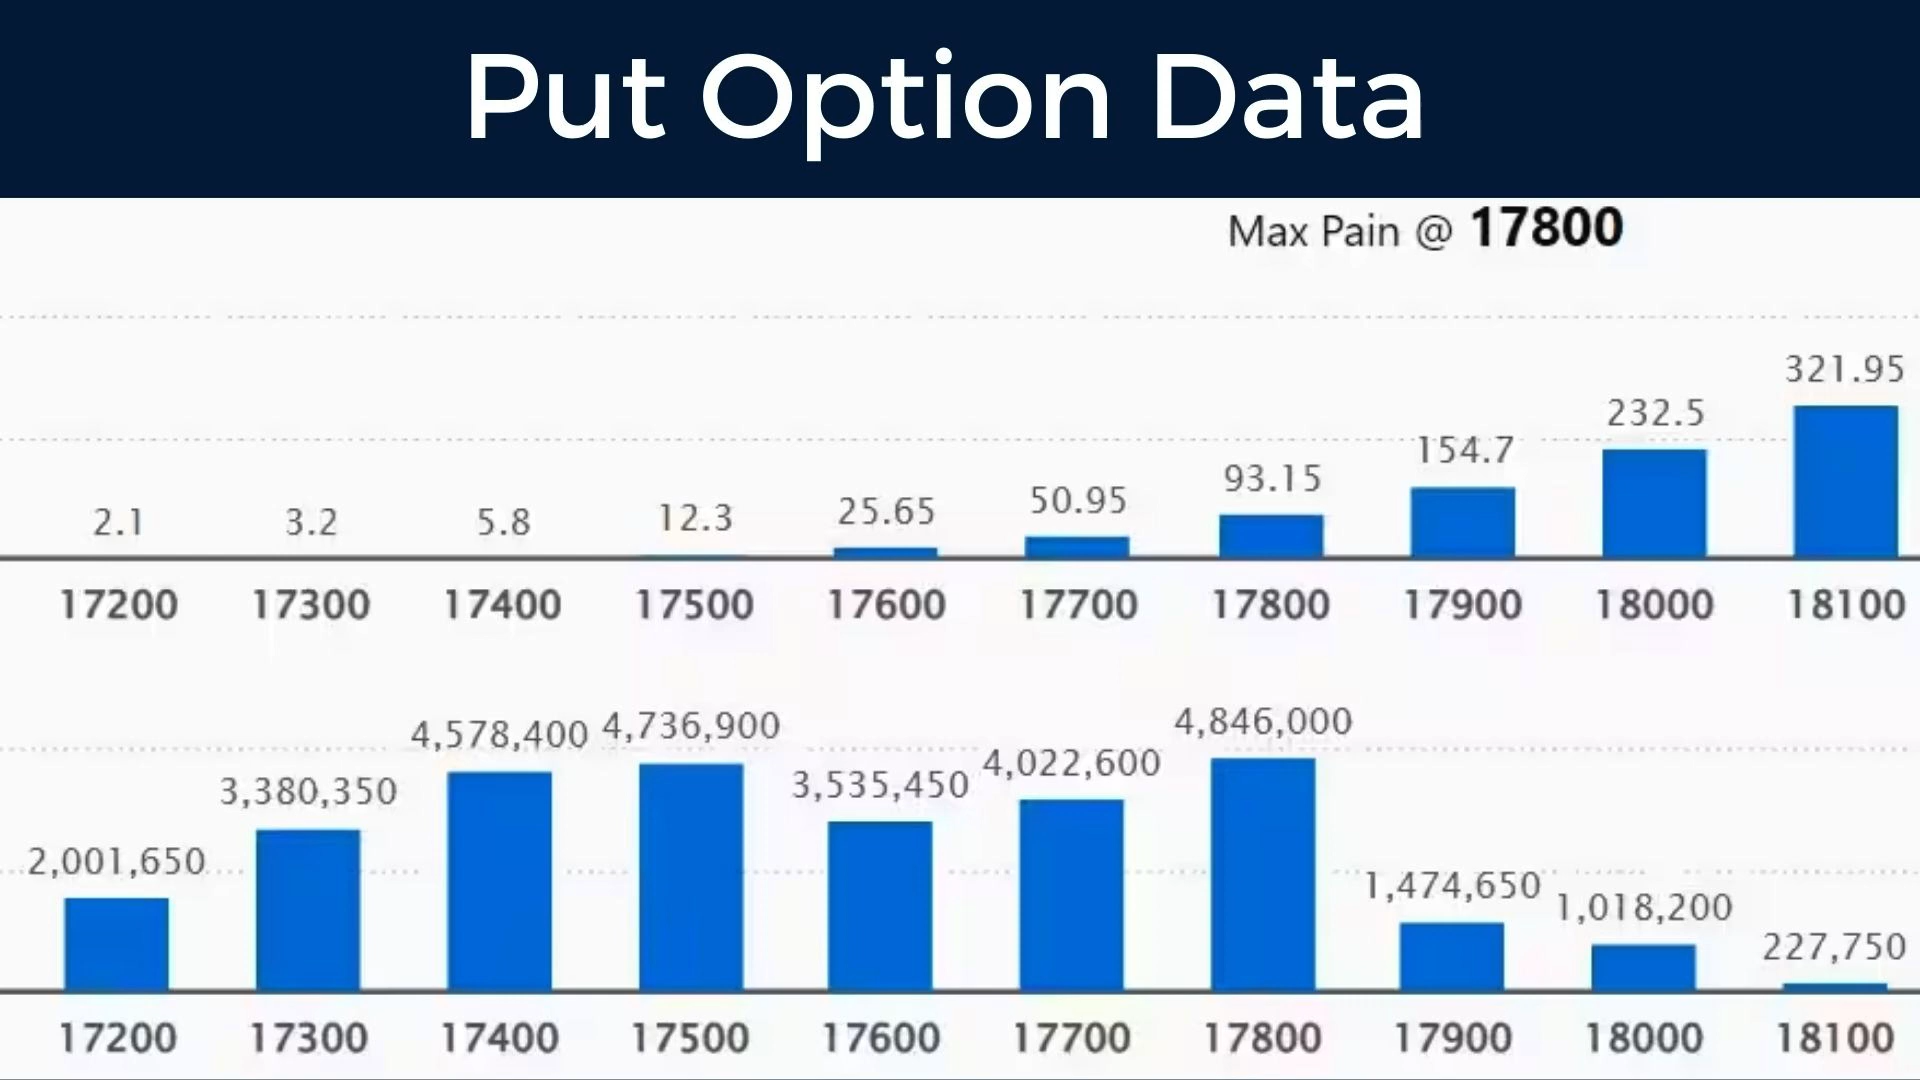 Put Option Data
Max Pain @ 17800
2.1 3.2 5.8 12.3 25.65 50.95 93.15 154.7 232.5 321.95
17200 17300 17400 17500 17600 17700 17800 17900 18000 18100
2,001,650 3,380,350 4,578,400 4,736,900 3,535,450 4,022,600 4,846,000 1,474,650 1,018,200 227,750
17200 17300 17400 17500 17600 17700 17800 17900 18000 18100